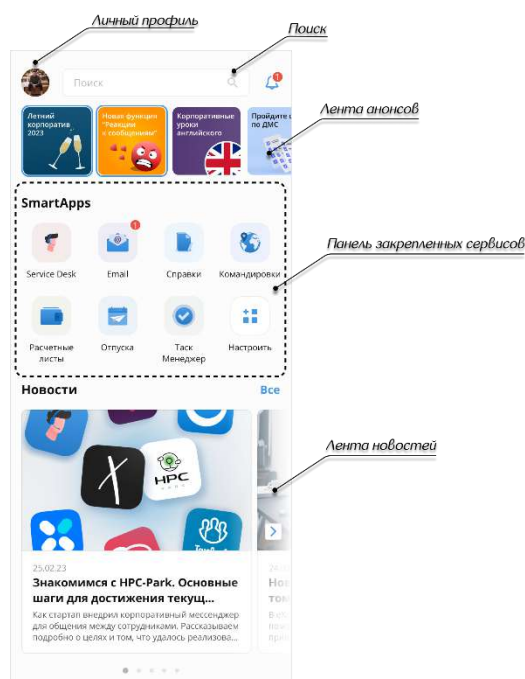 Личный профиль
Поиск
Поиск
1
Лента анонсов
Летний
корпоратив
2023
Новая функция
"Реакции
к сообщениям"
Корпоративные
уроки
английского
Пройдите
по ДМС
SmartApps
1
Панель закрепленных сервисов
Service Desk
Email
Справки
Командировки
Расчетные
листы
Отпуска
Таск
Менеджер
Настроить
Новости
Все
Лента новостей
HPC
PARK
25.02.23
Знакомимся с HPC-Park. Основные
шаги для достижения текущ...
Как стартап внедрил корпоративный мессенджер
для общения между сотрудниками. Рассказываем
подробно о целях и том, что удалось реализова...